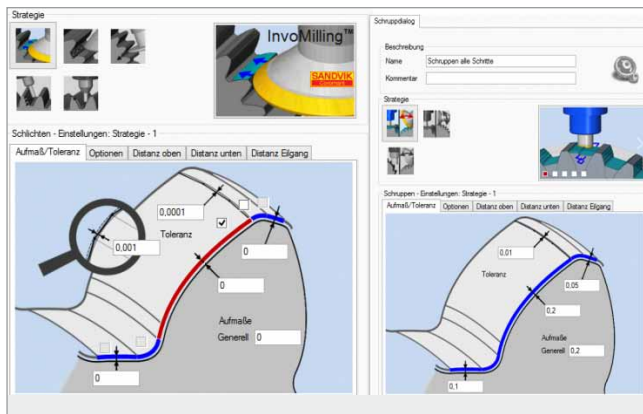 Strategie
InvoMilling™
SANDVIK
Coromant
Schlichten - Einstellungen: Strategie - 1
Aufmaß/Toleranz Optionen Distanz oben Distanz unten Distanz Eilgang
0,0001
0,001
Toleranz
0
0
Aufmaße
Generell 0
0
Schruppdialog
Beschreibung
Name Schruppen alle Schritte
Kommentar
Strategie
Schruppen - Einstellungen: Strategie - 1
Aufmaß/Toleranz Optionen Distanz oben Distanz unten Distanz Eilgang
0,01
Toleranz
0,05
0,2
Aufmaße
Generell 0,2
0,1